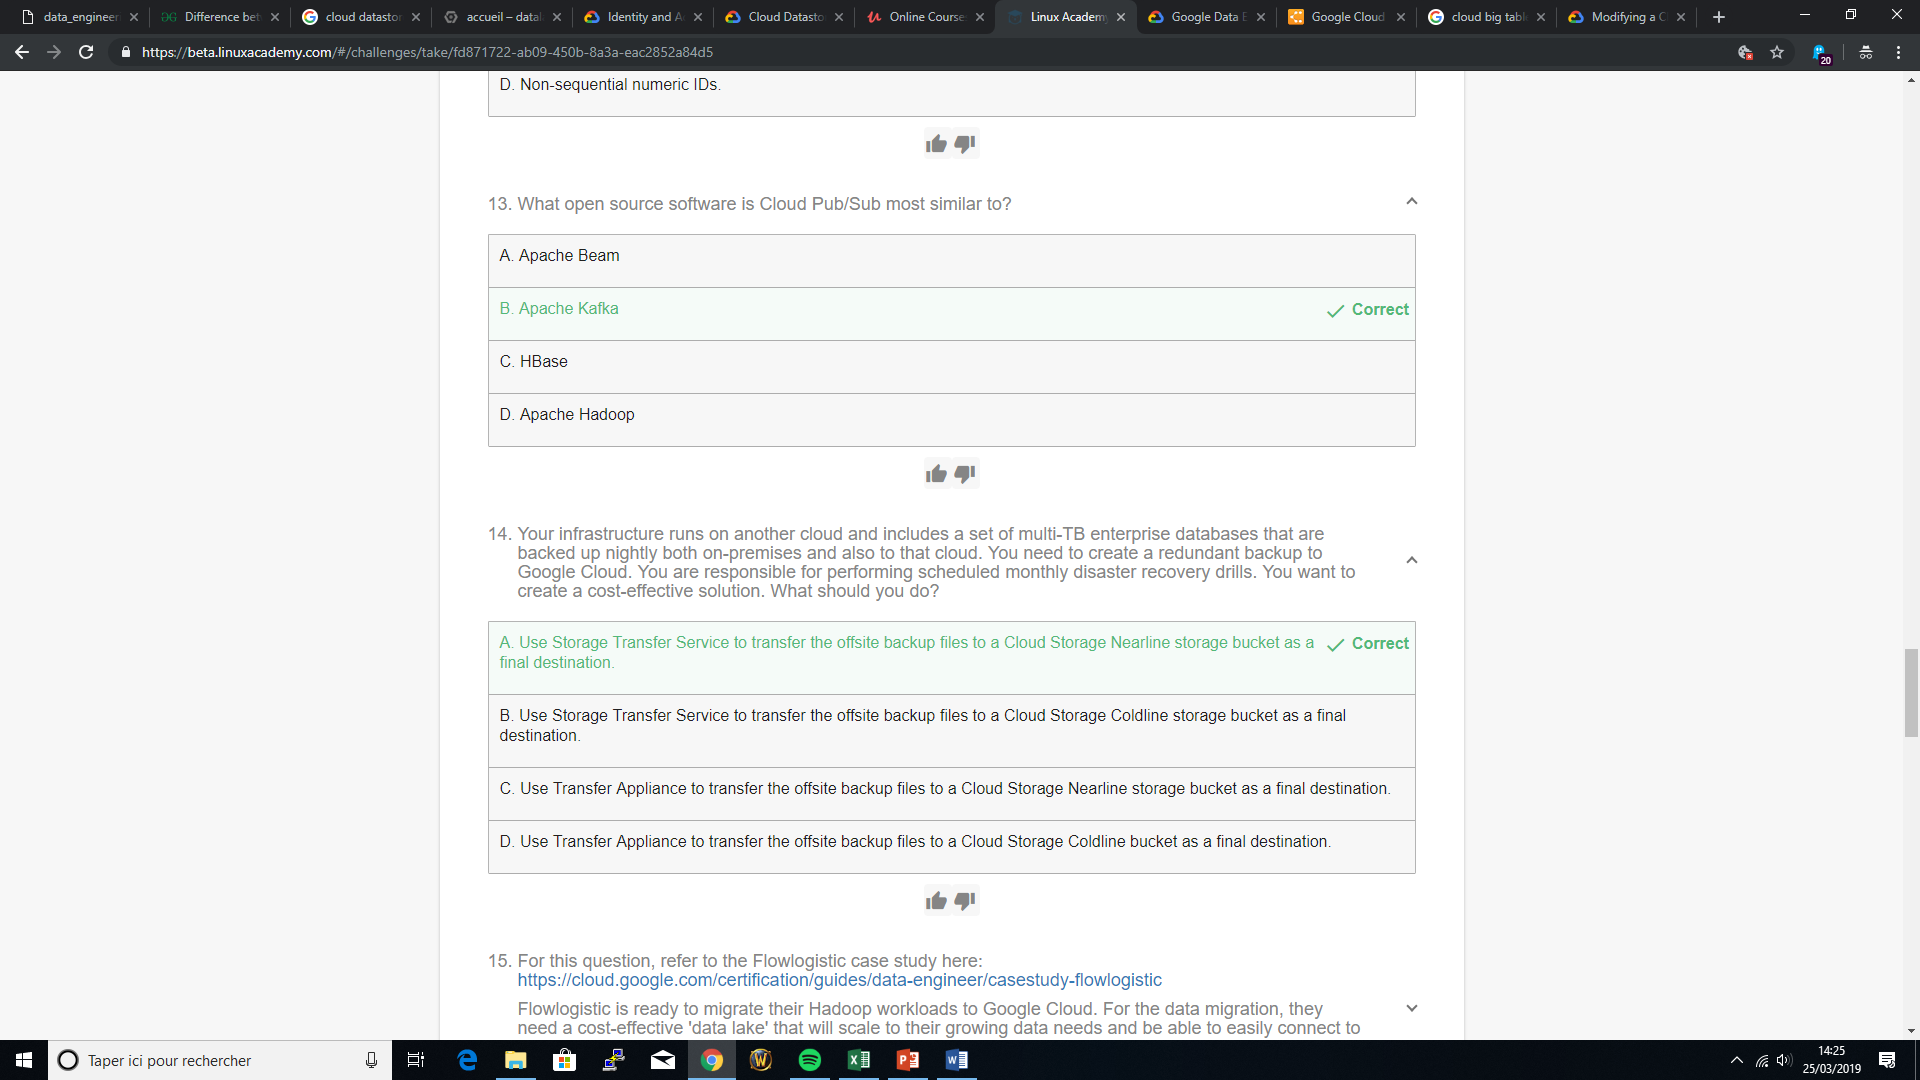 data_engineer
Difference bet
cloud datastor
accueil – datal
Identity and A
Cloud Datasto
Online Course
Linux Academy
Google Data E
Google Cloud
cloud big tabl
Modifying a C
https://beta.linuxacademy.com/#/challenges/take/fd871722-ab09-450b-8a3a-eac2852a84d5
20
D. Non-sequential numeric IDs.
13. What open source software is Cloud Pub/Sub most similar to?
A. Apache Beam
B. Apache Kafka
Correct
C. HBase
D. Apache Hadoop
14. Your infrastructure runs on another cloud and includes a set of multi-TB enterprise databases that are
backed up nightly both on-premises and also to that cloud. You need to create a redundant backup to
Google Cloud. You are responsible for performing scheduled monthly disaster recovery drills. You want to
create a cost-effective solution. What should you do?
A. Use Storage Transfer Service to transfer the offsite backup files to a Cloud Storage Nearline storage bucket as a
Correct
final destination.
B. Use Storage Transfer Service to transfer the offsite backup files to a Cloud Storage Coldline storage bucket as a final
destination.
C. Use Transfer Appliance to transfer the offsite backup files to a Cloud Storage Nearline storage bucket as a final destination.
D. Use Transfer Appliance to transfer the offsite backup files to a Cloud Storage Coldline bucket as a final destination.
15. For this question, refer to the Flowlogistic case study here:
https://cloud.google.com/certification/guides/data-engineer/casestudy-flowlogistic
Flowlogistic is ready to migrate their Hadoop workloads to Google Cloud. For the data migration, they
need a cost-effective 'data lake' that will scale to their growing data needs and be able to easily connect to
Taper ici pour rechercher
14:25
25/03/2019